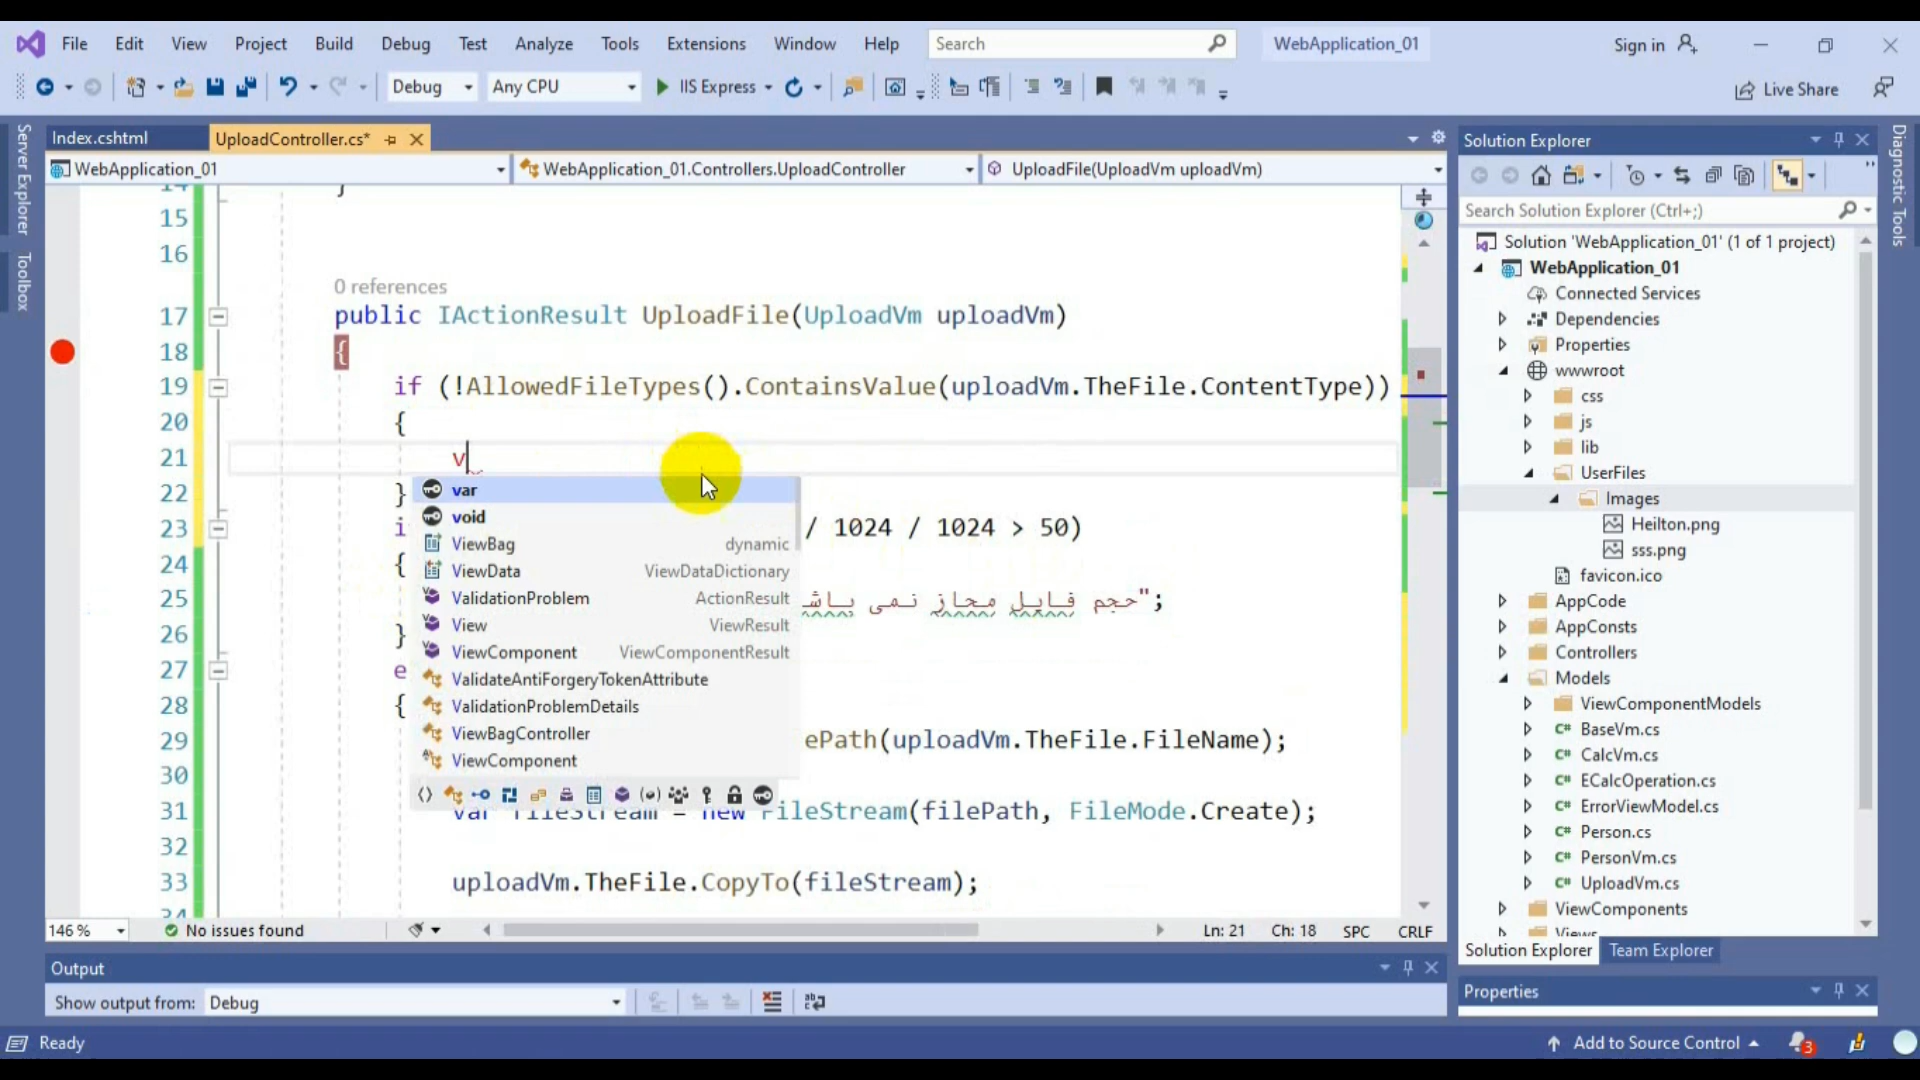 File Edit View Project Build Debug Test Analyze Tools Extensions Window Help Search WebApplication_01 Sign in
Debug Any CPU IIS Express Live Share
Server Explorer
Toolbox
Index.cshtml UploadController.cs*
WebApplication_01 WebApplication_01.Controllers.UploadController UploadFile(UploadVm uploadVm)
14 }
15
16
0 references
17 public IActionResult UploadFile(UploadVm uploadVm)
18 {
19 if (!AllowedFileTypes().ContainsValue(uploadVm.TheFile.ContentType))
20 {
21 v
22 }
23 i / 1024 / 1024 > 50)
24 {
25 حجم فایل مجاز نمی باش";
26 }
27 e
28 {
29 ePath(uploadVm.TheFile.FileName);
30
31 var fileStream = new FileStream(filePath, FileMode.Create);
32
33 uploadVm.TheFile.CopyTo(fileStream);
34
var
void
ViewBag dynamic
ViewData ViewDataDictionary
ValidationProblem ActionResult
View ViewResult
ViewComponent ViewComponentResult
ValidateAntiForgeryTokenAttribute
ValidationProblemDetails
ViewBagController
ViewComponent
146 % No issues found Ln: 21 Ch: 18 SPC CRLF
Output
Show output from: Debug
Solution Explorer
Search Solution Explorer (Ctrl+;)
Solution 'WebApplication_01' (1 of 1 project)
WebApplication_01
Connected Services
Dependencies
Properties
wwwroot
css
js
lib
UserFiles
Images
Heilton.png
sss.png
favicon.ico
AppCode
AppConsts
Controllers
Models
ViewComponentModels
C# BaseVm.cs
C# CalcVm.cs
C# ECalcOperation.cs
C# ErrorViewModel.cs
C# Person.cs
C# PersonVm.cs
C# UploadVm.cs
ViewComponents
Views
Solution Explorer Team Explorer
Properties
Diagnostic Tools
Ready Add to Source Control 3